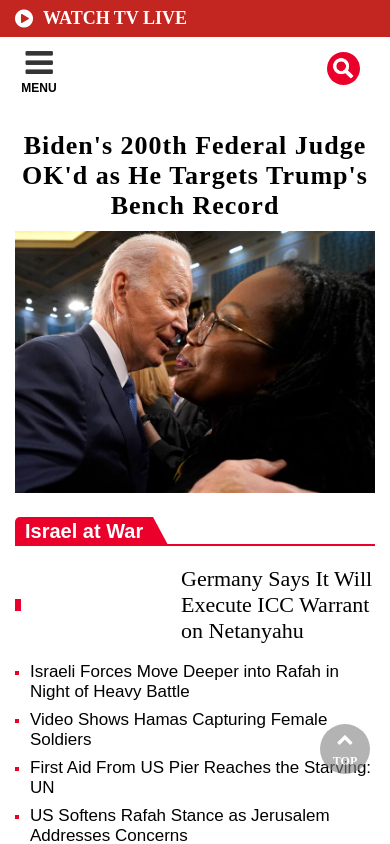 WATCH TV LIVE
MENU
Biden's 200th Federal Judge
OK'd as He Targets Trump's
Bench Record
Israel at War
Germany Says It Will
Execute ICC Warrant
on Netanyahu
Israeli Forces Move Deeper into Rafah in
Night of Heavy Battle
Video Shows Hamas Capturing Female
Soldiers
First Aid From US Pier Reaches the Starving:
UN
TOP
US Softens Rafah Stance as Jerusalem
Addresses Concerns